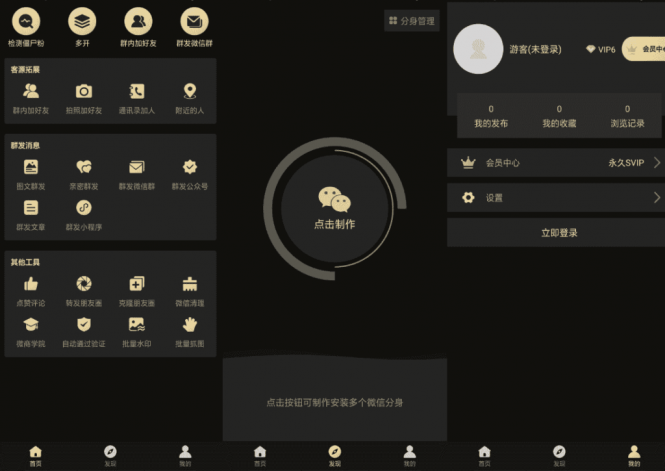 检测僵尸粉 多开 群内加好友 群发微信群
客源拓展
群内加好友 拍照加好友 通讯录加人 附近的人
群发消息
图文群发 亲密群发 群发微信群 群发公众号
群发文章 群发小程序
其他工具
点赞评论 转发朋友圈 克隆朋友圈 微信清理
微商学院 自动通过验证 批量水印 批量抓图
首页 发现 我的
分身管理
点击制作
点击按钮可制作安装多个微信分身
首页 发现 我的
游客(未登录) VIP6 会员中心
0 0 0
我的发布 我的收藏 浏览记录
会员中心 永久SVIP
设置
立即登录
首页 发现 我的